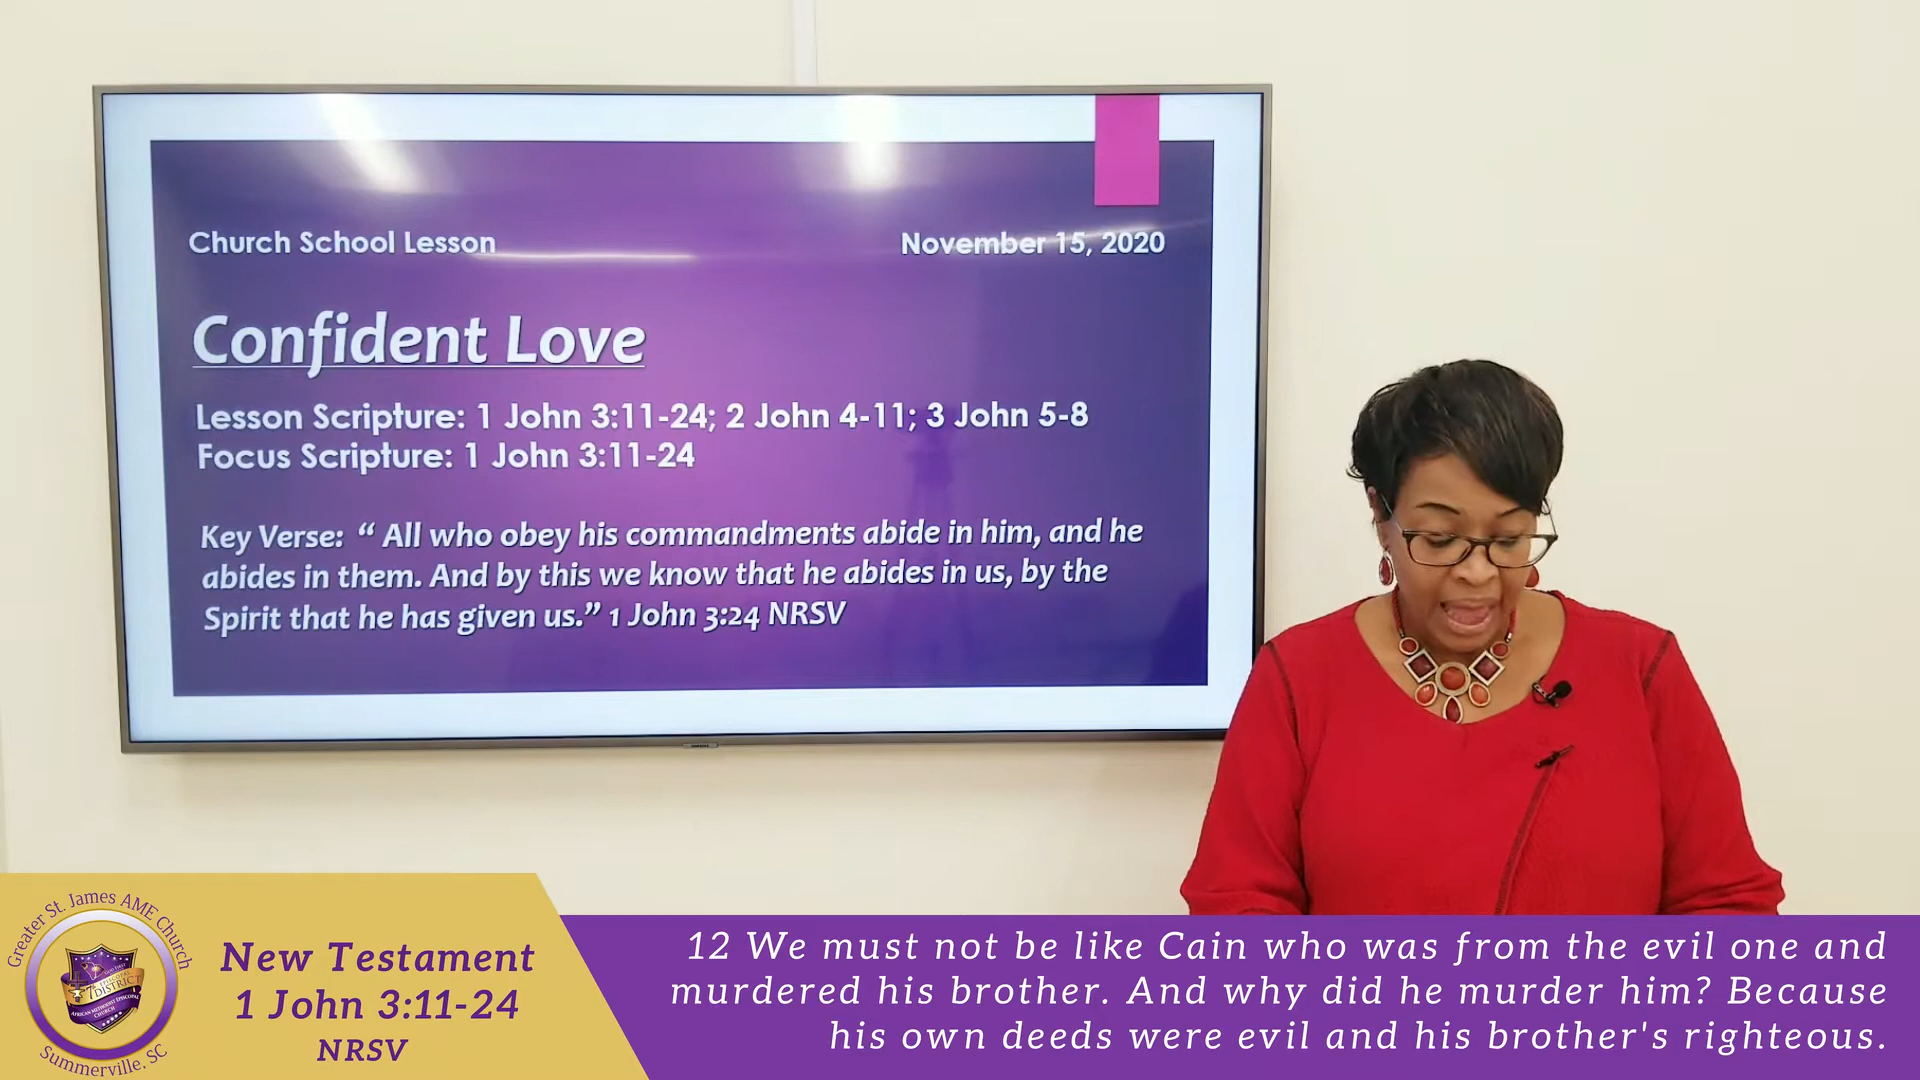 Church School Lesson
November 15, 2020
Confident Love
Lesson Scripture: 1 John 3:11-24; 2 John 4-11; 3 John 5-8
Focus Scripture: 1 John 3:11-24
Key Verse: “ All who obey his commandments abide in him, and he
abides in them. And by this we know that he abides in us, by the
Spirit that he has given us.” 1 John 3:24 NRSV
Greater St. James AME Church
DISTRICT
AFRICAN METHODIST EPISCOPAL
CHURCH
Summerville, SC
New Testament
1 John 3:11-24
NRSV
12 We must not be like Cain who was from the evil one and
murdered his brother. And why did he murder him? Because
his own deeds were evil and his brother's righteous.